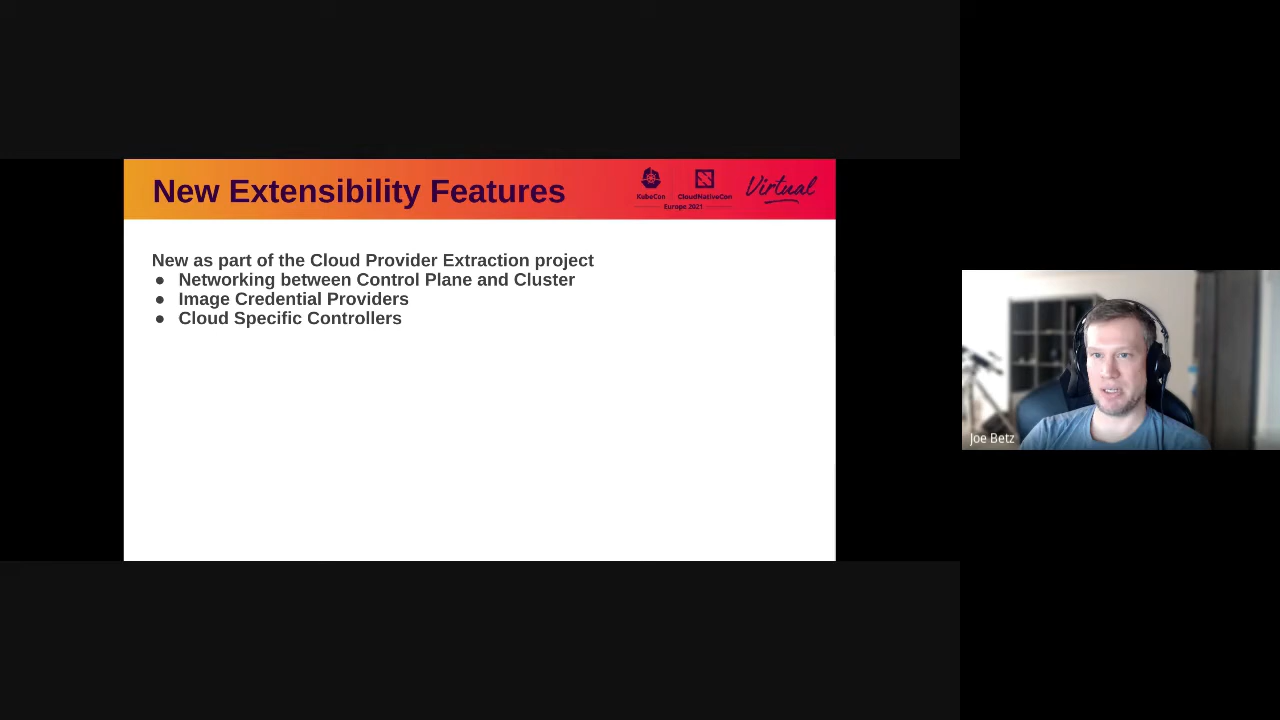 New Extensibility Features
KubeCon
CloudNativeCon
Europe 2021
Virtual
New as part of the Cloud Provider Extraction project
● Networking between Control Plane and Cluster
● Image Credential Providers
● Cloud Specific Controllers
Joe Betz